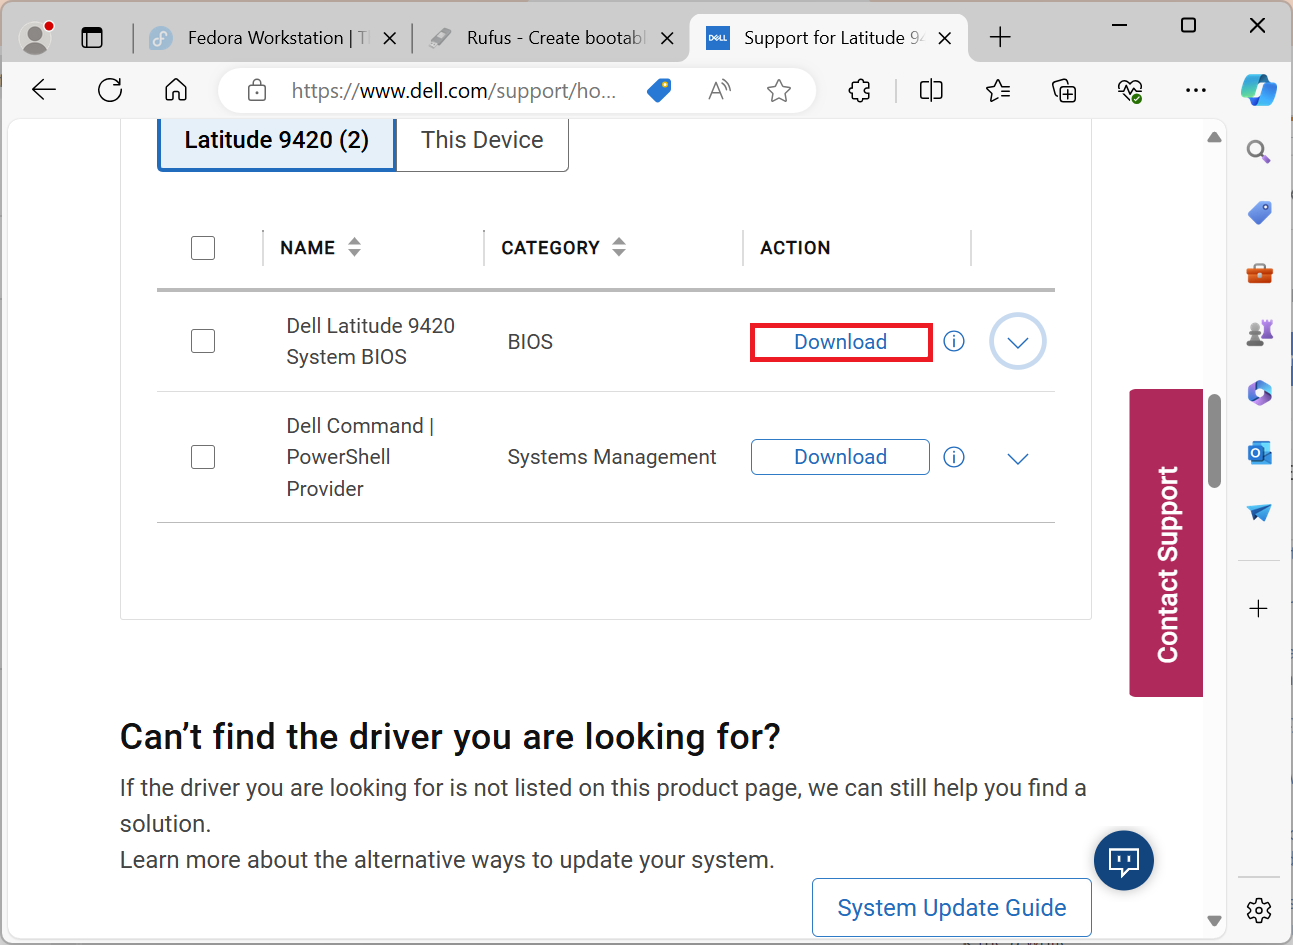 Fedora Workstation | T
Rufus - Create bootabl
DELL
Support for Latitude 94
https://www.dell.com/support/ho...
Latitude 9420 (2)
This Device
NAME
CATEGORY
ACTION
Dell Latitude 9420
System BIOS
BIOS
Download
Dell Command |
PowerShell
Provider
Systems Management
Download
Contact Support
Can’t find the driver you are looking for?
If the driver you are looking for is not listed on this product page, we can still help you find a
solution.
Learn more about the alternative ways to update your system.
System Update Guide